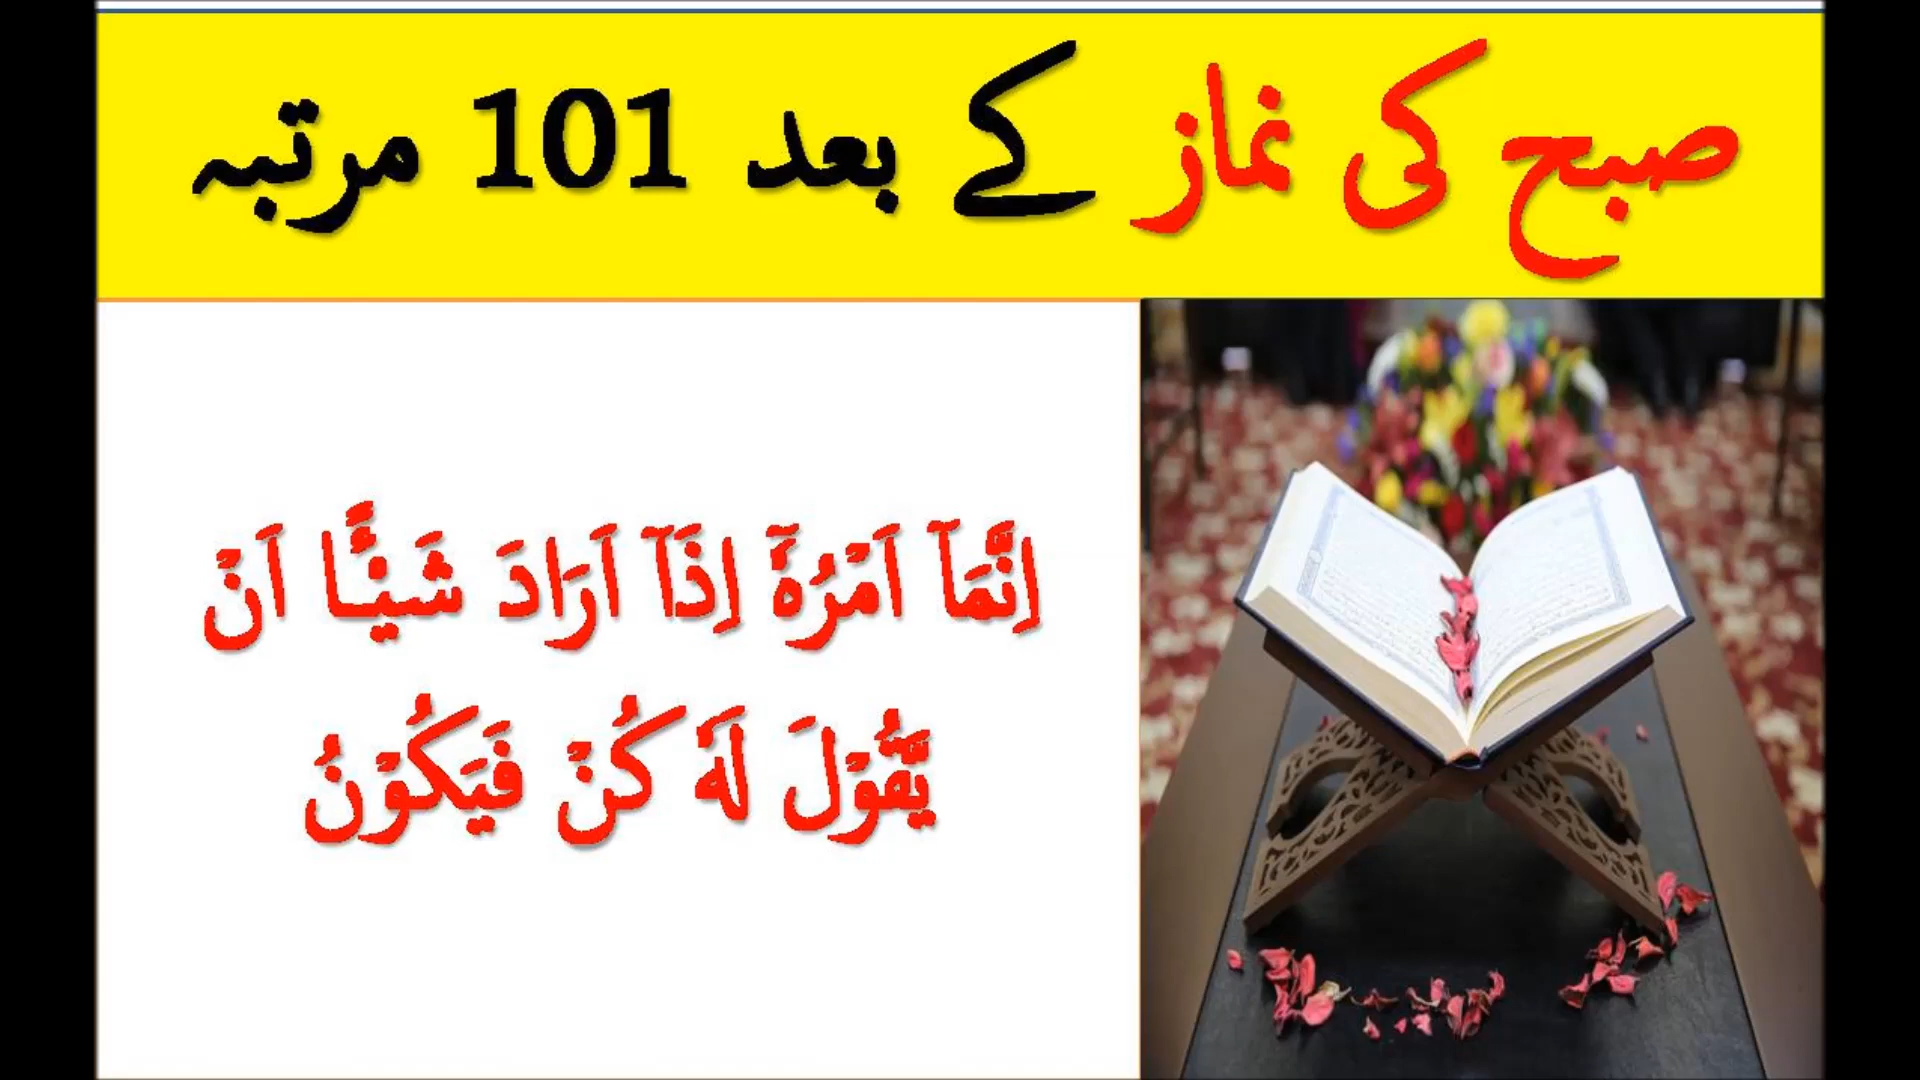 صبح کی نماز کے بعد 101 مرتبہ
اِنَّمَاۤ اَمْرُهٗۤ اِذَاۤ اَرَادَ شَیْـًٔا اَنْ
یَّقُوْلَ لَهٗ كُنْ فَیَكُوْنُ